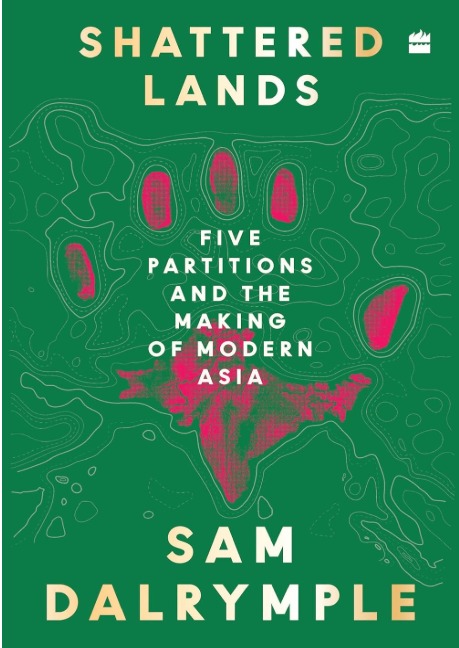 SHATTERED
LANDS
FIVE
PARTITIONS
AND THE
MAKING
OF MODERN
ASIA
SAM
DALRYMPLE